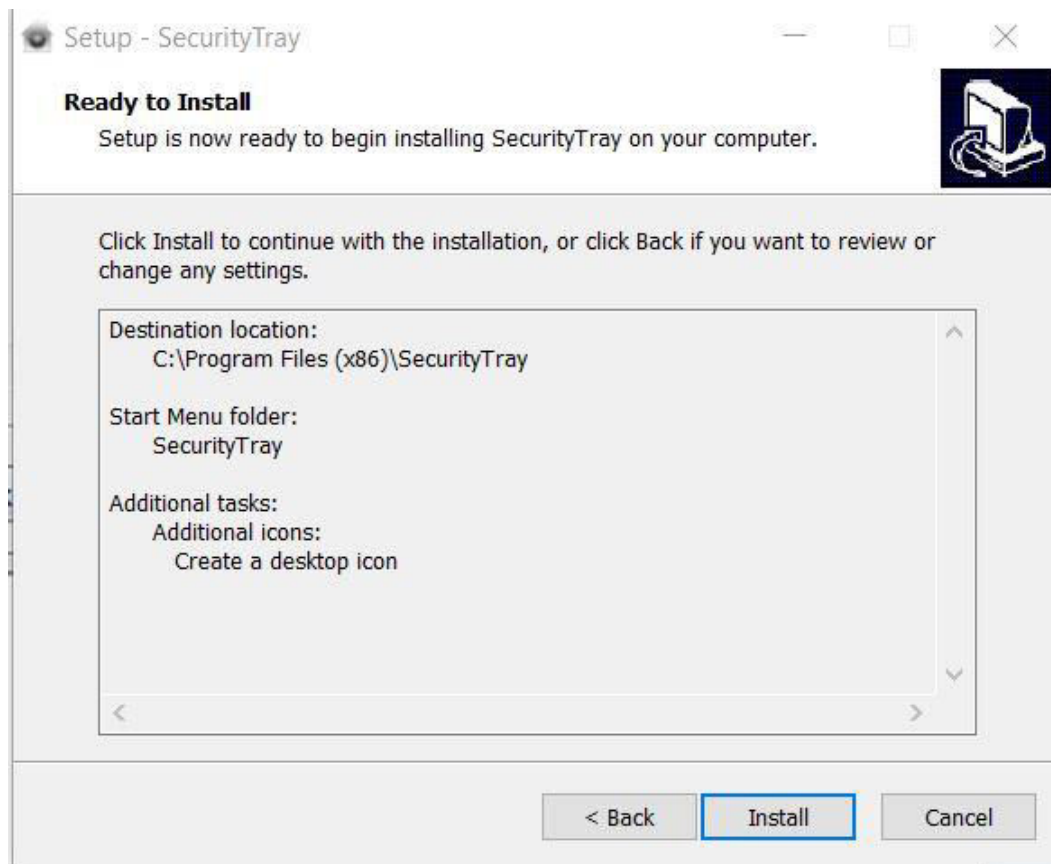 Setup - SecurityTray
Ready to Install
Setup is now ready to begin installing SecurityTray on your computer.
Click Install to continue with the installation, or click Back if you want to review or
change any settings.
Destination location:
C:\Program Files (x86)\SecurityTray
Start Menu folder:
SecurityTray
Additional tasks:
Additional icons:
Create a desktop icon
< Back
Install
Cancel